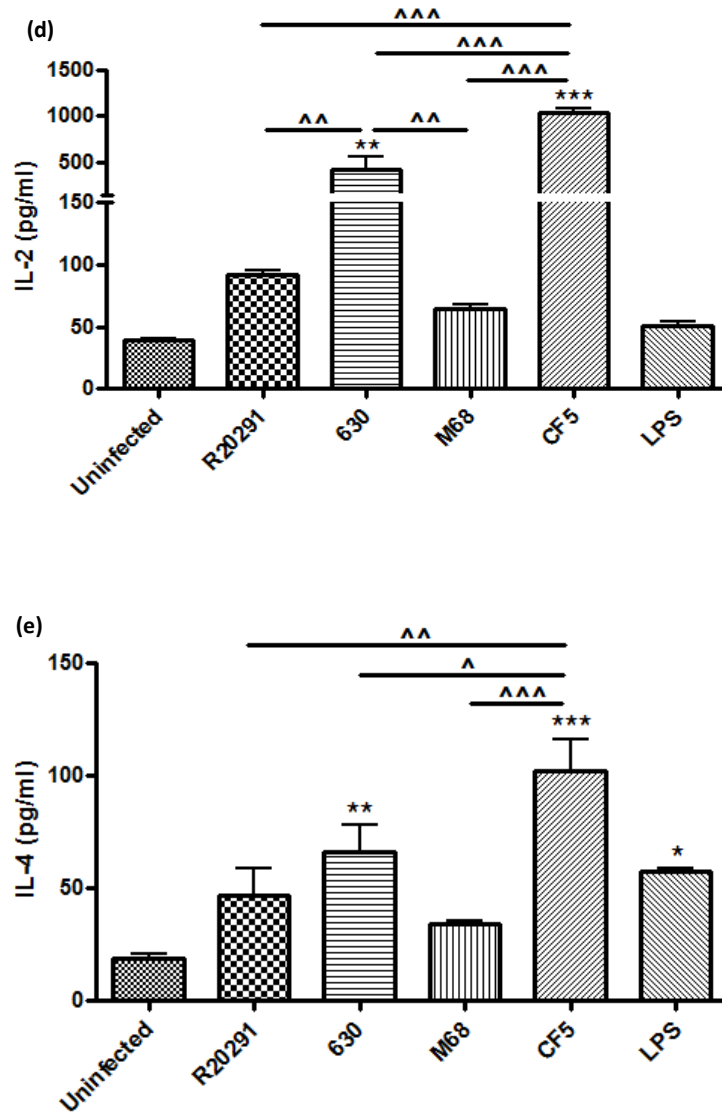 (d)
^^^
^^^
^^^
^^
^^
**
***
1500
1000
500
150
100
50
0
IL-2 (pg/ml)
Uninfected
R20291
630
M68
CF5
LPS
(e)
^^
^
^^^
**
***
*
150
100
50
0
IL-4 (pg/ml)
Uninfected
R20291
630
M68
CF5
LPS